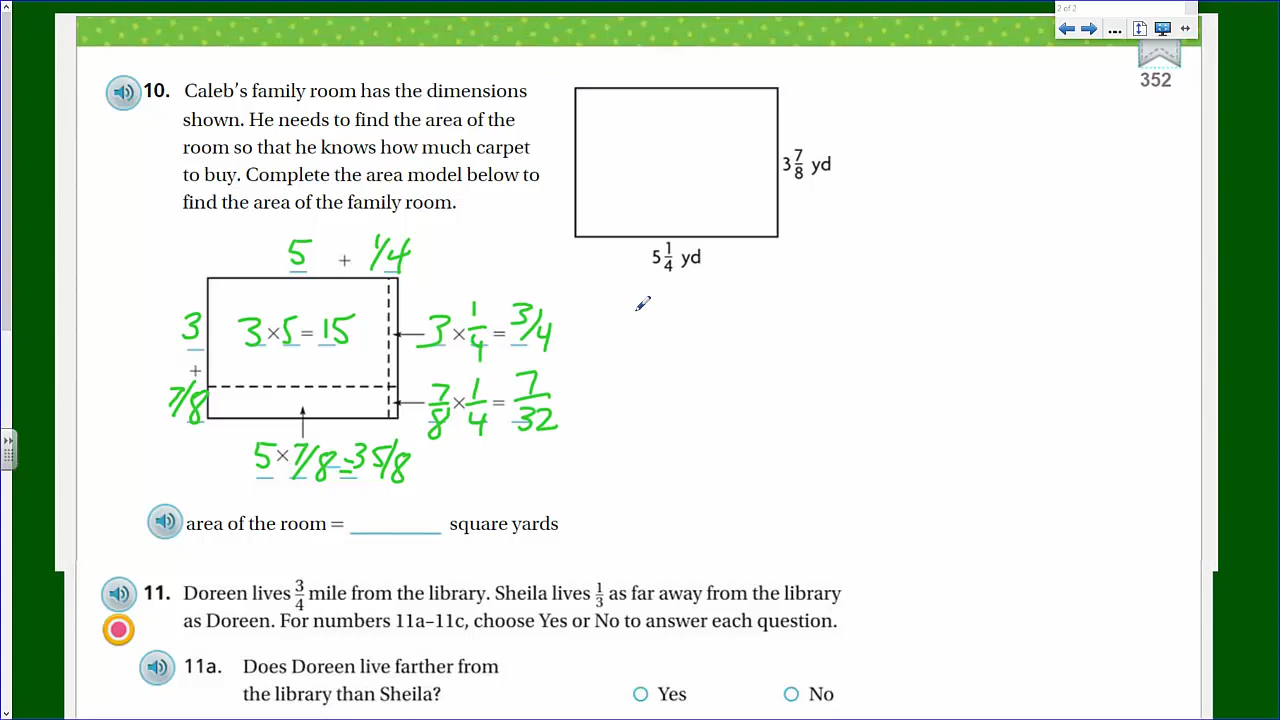 2 of 2
...
352
10. Caleb's family room has the dimensions
shown. He needs to find the area of the
room so that he knows how much carpet
to buy. Complete the area model below to
find the area of the family room.
3 7/8 yd
5 1/4 yd
5 + 1/4
3
+
7/8
3 × 5 = 15
3 × 1/4 = 3/4
7/8 × 1/4 = 7/32
5 × 7/8 = 35/8
area of the room = ________ square yards
11. Doreen lives 3/4 mile from the library. Sheila lives 1/3 as far away from the library
as Doreen. For numbers 11a–11c, choose Yes or No to answer each question.
11a. Does Doreen live farther from
the library than Sheila?
Yes
No